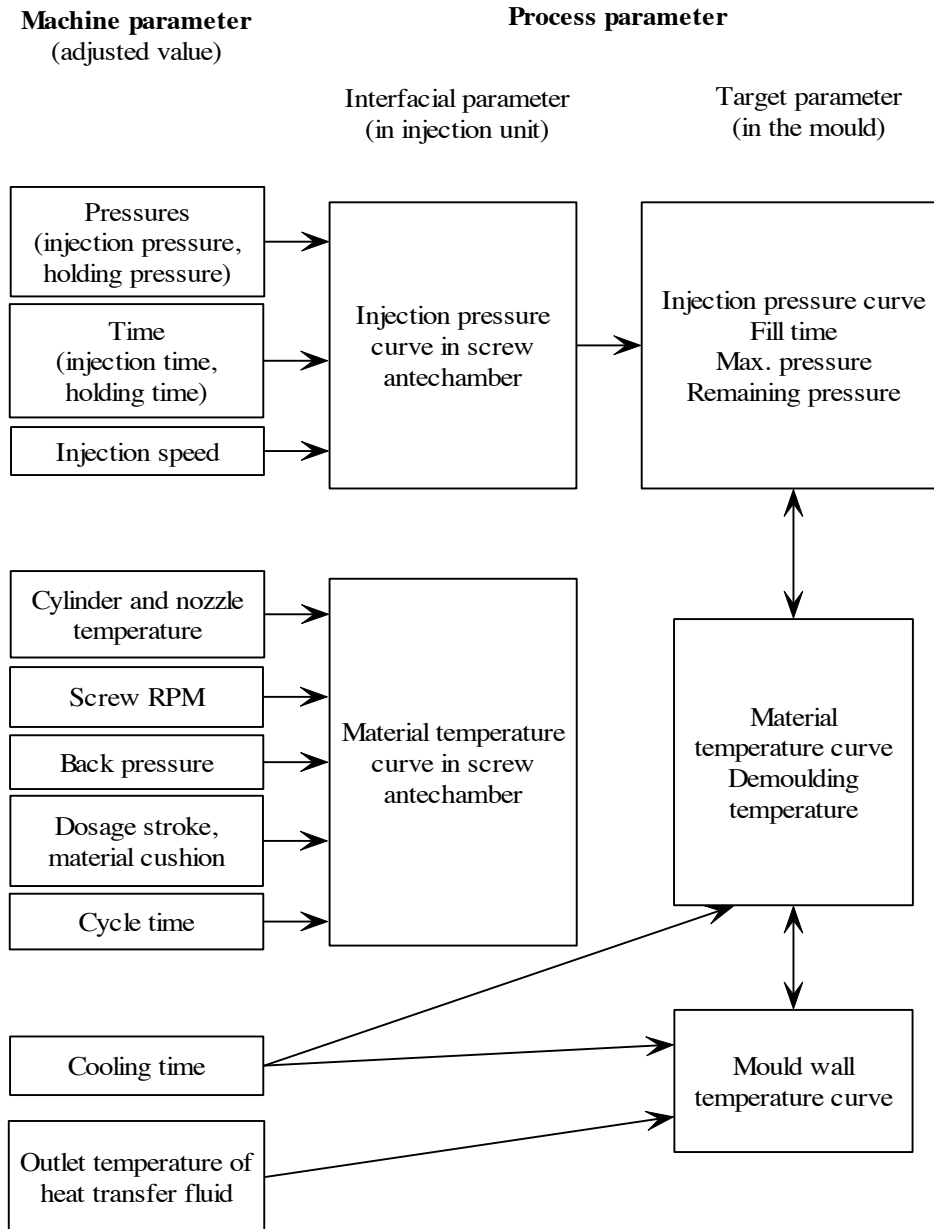 Machine parameter
(adjusted value)
Process parameter
Interfacial parameter
(in injection unit)
Target parameter
(in the mould)
Pressures
(injection pressure,
holding pressure)
Time
(injection time,
holding time)
Injection speed
Injection pressure
curve in screw
antechamber
Injection pressure curve
Fill time
Max. pressure
Remaining pressure
Cylinder and nozzle
temperature
Screw RPM
Back pressure
Dosage stroke,
material cushion
Cycle time
Material temperature
curve in screw
antechamber
Material
temperature curve
Demoulding
temperature
Cooling time
Outlet temperature of
heat transfer fluid
Mould wall
temperature curve